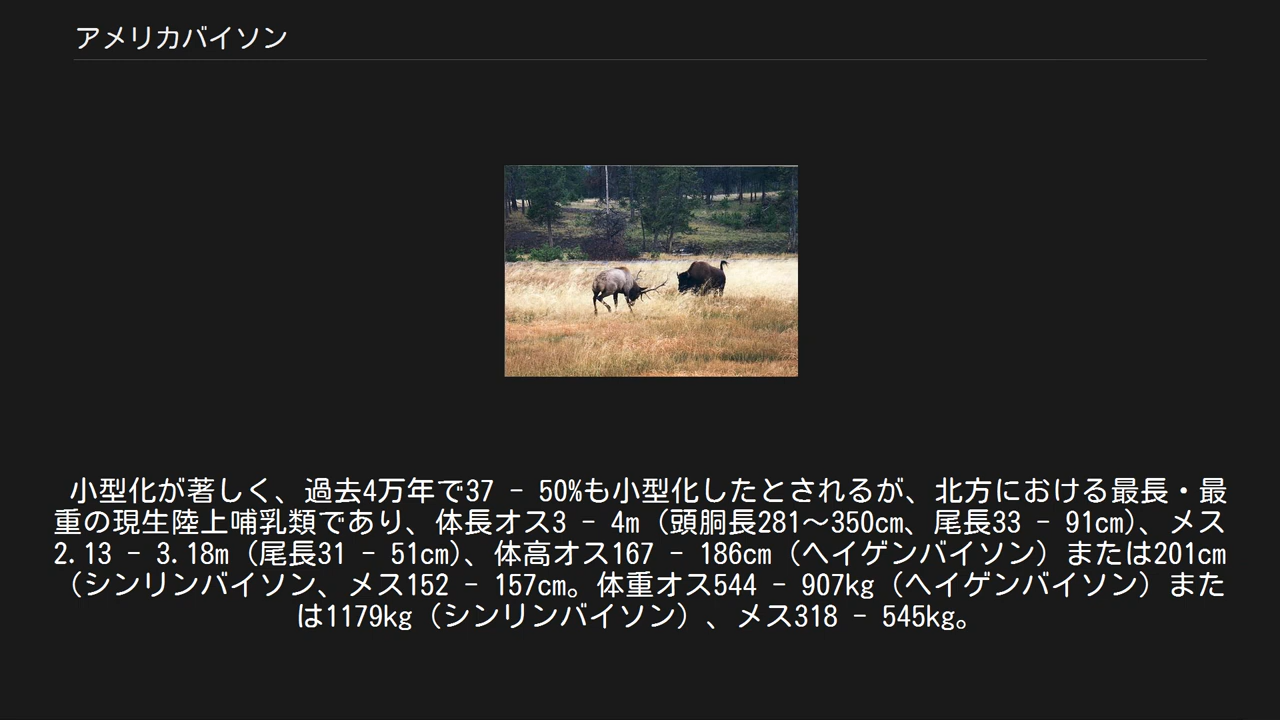 アメリカバイソン
小型化が著しく、過去4万年で37 - 50%も小型化したとされるが、北方における最長・最
重の現生陸上哺乳類であり、体長オス3 - 4m（頭胴長281～350cm、尾長33 - 91cm）、メス
2.13 - 3.18m（尾長31 - 51cm）、体高オス167 - 186cm（ヘイゲンバイソン）または201cm
（シンリンバイソン、メス152 - 157cm。体重オス544 - 907kg（ヘイゲンバイソン）また
は1179kg（シンリンバイソン）、メス318 - 545kg。